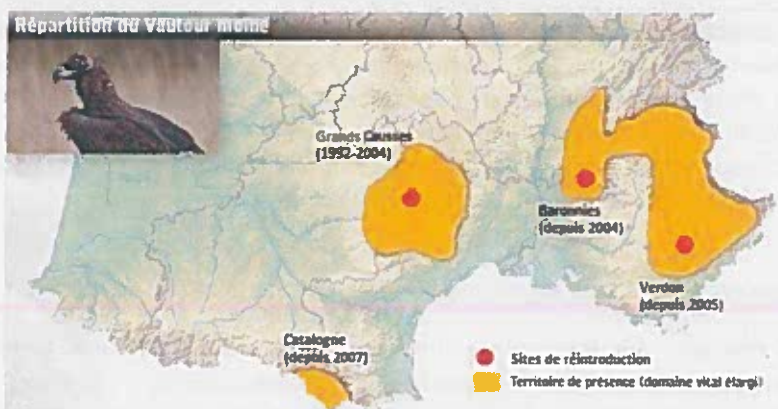 Répartition du Vautour moine
Grands Causses
(1992-2004)
Baronnies
(depuis 2004)
Verdon
(depuis 2005)
Catalogne
(depuis 2007)
Sites de réintroduction
Territoire de présence (domaine vital élargi)